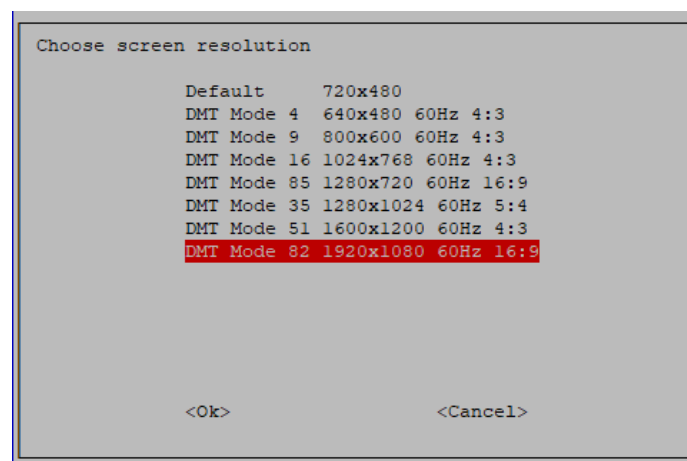 Choose screen resolution
Default 720x480
DMT Mode 4 640x480 60Hz 4:3
DMT Mode 9 800x600 60Hz 4:3
DMT Mode 16 1024x768 60Hz 4:3
DMT Mode 85 1280x720 60Hz 16:9
DMT Mode 35 1280x1024 60Hz 5:4
DMT Mode 51 1600x1200 60Hz 4:3
DMT Mode 82 1920x1080 60Hz 16:9
<Ok> <Cancel>